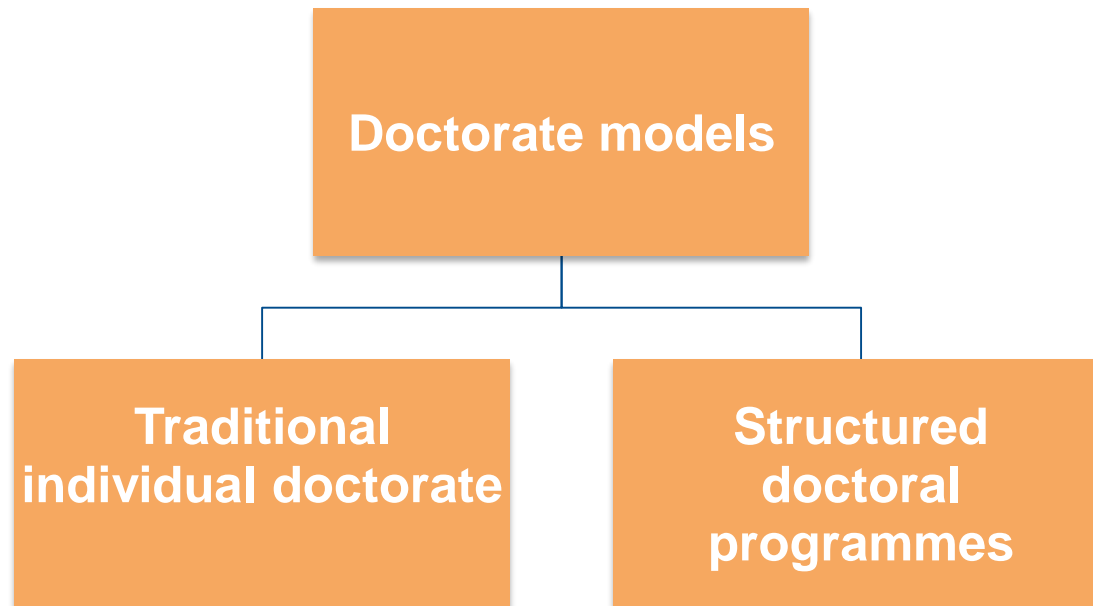 Doctorate models
Traditional
individual doctorate
Structured
doctoral
programmes